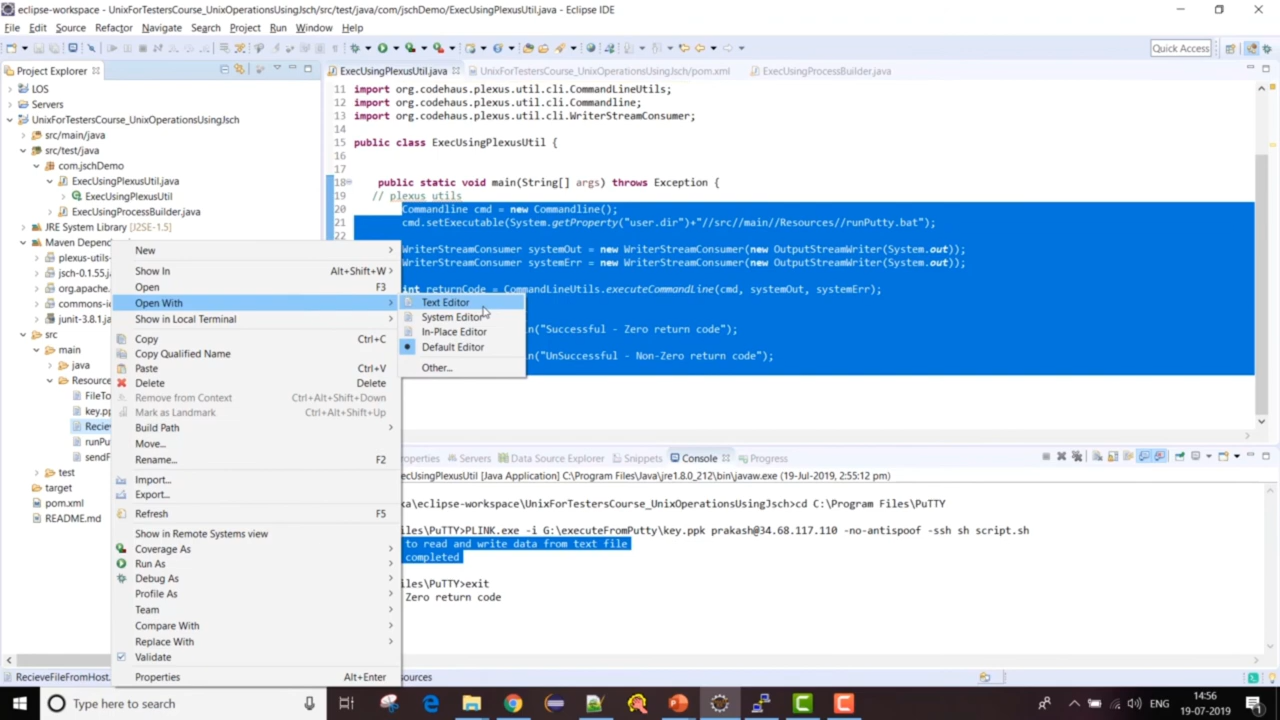 eclipse-workspace - UnixForTestersCourse_UnixOperationsUsingJsch/src/test/java/com/jschDemo/ExecUsingPlexusUtil.java - Eclipse IDE
File Edit Source Refactor Navigate Search Project Run Window Help
Quick Access
Project Explorer
ExecUsingPlexusUtil.java
UnixForTestersCourse_UnixOperationsUsingJsch/pom.xml
ExecUsingProcessBuilder.java
LOS
Servers
UnixForTestersCourse_UnixOperationsUsingJsch
src/main/java
src/test/java
com.jschDemo
ExecUsingPlexusUtil.java
ExecUsingPlexusUtil
ExecUsingProcessBuilder.java
JRE System Library [J2SE-1.5]
Maven Depend
plexus-utils-
jsch-0.1.55.j
org.apache.
commons-i
junit-3.8.1.j
src
main
java
Resource
FileTo
key.pp
Recie
runPu
sendF
test
target
pom.xml
README.md
11 import org.codehaus.plexus.util.cli.CommandLineUtils;
12 import org.codehaus.plexus.util.cli.Commandline;
13 import org.codehaus.plexus.util.cli.WriterStreamConsumer;
14
15 public class ExecUsingPlexusUtil {
16
17
18 public static void main(String[] args) throws Exception {
19 // plexus utils
20 Commandline cmd = new Commandline();
21 cmd.setExecutable(System.getProperty("user.dir")+"//src//main//Resources//runPutty.bat");
22
WriterStreamConsumer systemOut = new WriterStreamConsumer(new OutputStreamWriter(System.out));
WriterStreamConsumer systemErr = new WriterStreamConsumer(new OutputStreamWriter(System.out));
int returnCode = CommandLineUtils.executeCommandLine(cmd, systemOut, systemErr);
n("Successful - Zero return code");
n("UnSuccessful - Non-Zero return code");
New
Show In Alt+Shift+W
Open F3
Open With
Show in Local Terminal
Copy Ctrl+C
Copy Qualified Name
Paste Ctrl+V
Delete Delete
Remove from Context Ctrl+Alt+Shift+Down
Mark as Landmark Ctrl+Alt+Shift+Up
Build Path
Move...
Rename... F2
Import...
Export...
Refresh F5
Show in Remote Systems view
Coverage As
Run As
Debug As
Profile As
Team
Compare With
Replace With
Validate
Properties Alt+Enter
Text Editor
System Editor
In-Place Editor
Default Editor
Other...
operties Servers Data Source Explorer Snippets Console Progress
ecUsingPlexusUtil [Java Application] C:\Program Files\Java\jre1.8.0_212\bin\javaw.exe (19-Jul-2019, 2:55:12 pm)
ka\eclipse-workspace\UnixForTestersCourse_UnixOperationsUsingJsch>cd C:\Program Files\PuTTY
iles\PuTTY>PLINK.exe -i G:\executeFromPutty\key.ppk prakash@34.68.117.110 -no-antispoof -ssh sh script.sh
to read and write data from text file
completed
iles\PuTTY>exit
Zero return code
RecieveFileFromHost.
ources
Type here to search
ENG
14:56
19-07-2019